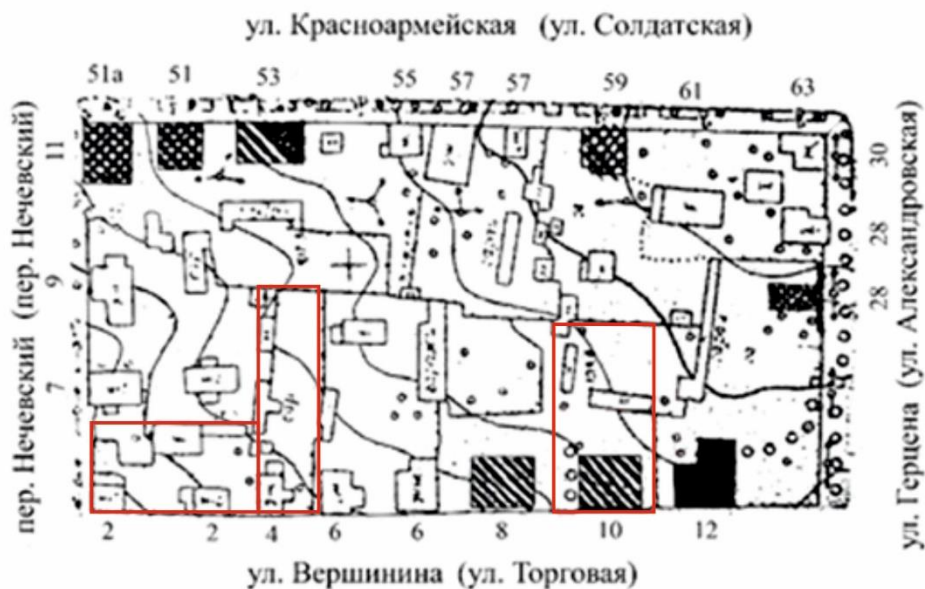 ул. Красноармейская (ул. Солдатская)
51а 51 53 55 57 57 59 61 63
пер. Нечевский (пер. Нечевский)
11
9
7
30
28
28
ул. Герцена (ул. Александровская)
2 2 4 6 6 8 10 12
ул. Вершинина (ул. Торговая)